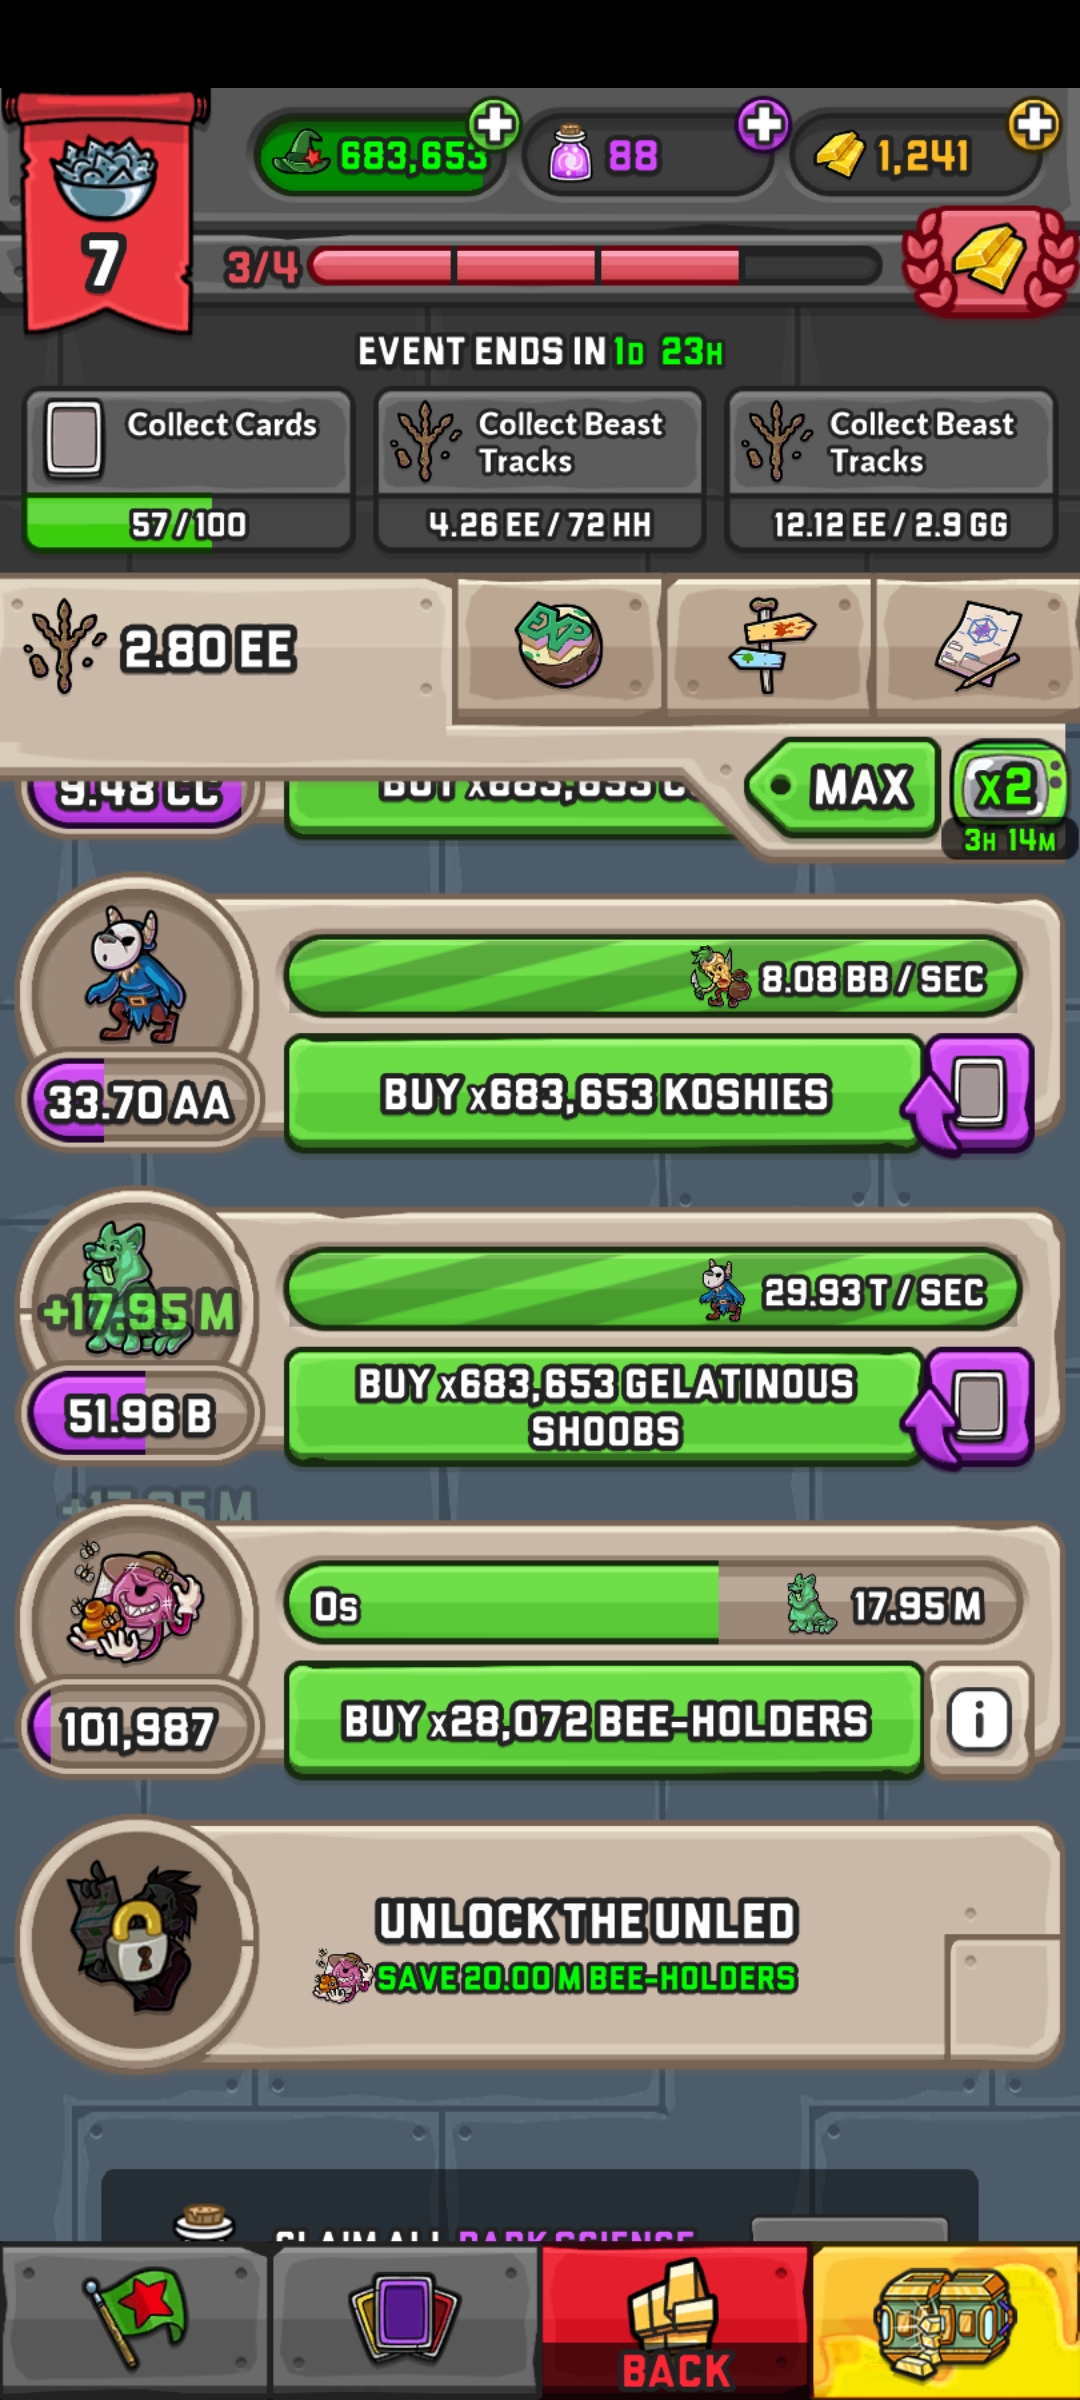 683,653
88
1,241
7
3/4
EVENT ENDS IN 1D 23H
Collect Cards
57/100
Collect Beast
Tracks
4.26 EE / 72 HH
Collect Beast
Tracks
12.12 EE / 2.9 GG
2.80 EE
EXP
MAX
x2
3H 14M
9.48 CC
BUY x683,653
8.08 BB / SEC
33.70 AA
BUY x683,653 KOSHIES
+17.95 M
29.93 T / SEC
51.96 B
BUY x683,653 GELATINOUS
SHOOBS
+17.95 M
0s
17.95 M
101,987
BUY x28,072 BEE-HOLDERS
i
UNLOCK THE UNLED
SAVE 20.00 M BEE-HOLDERS
CLAIM ALL DARK SCIENCE
BACK